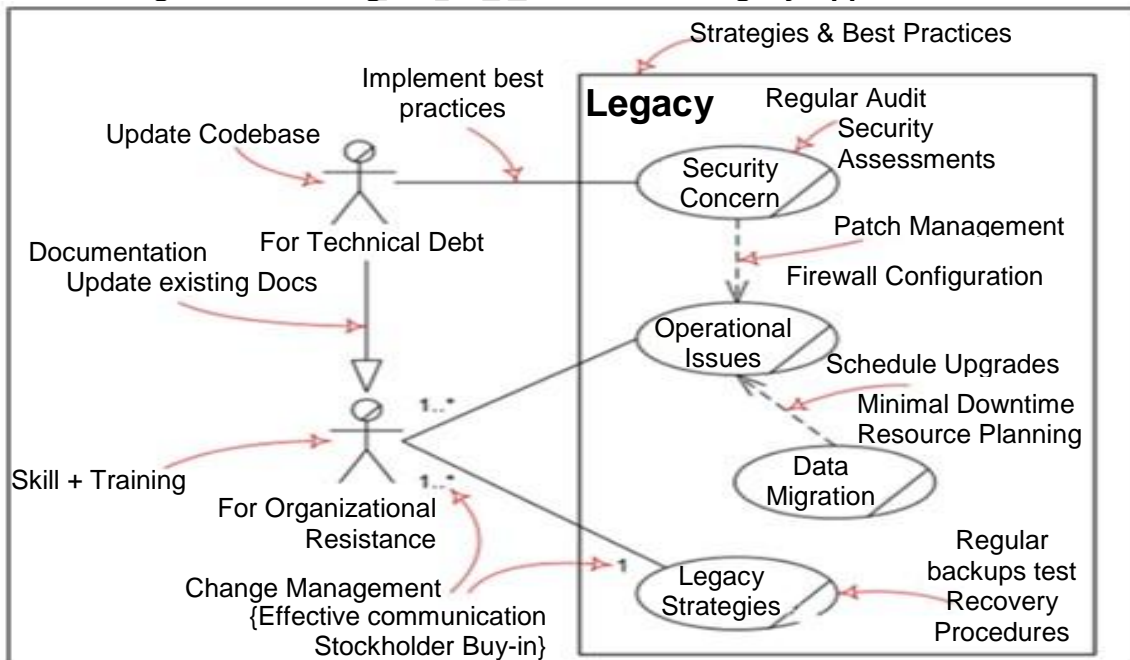 Strategies & Best Practices
Implement best
practices
Legacy
Regular Audit
Security
Assessments
Update Codebase
Security
Concern
For Technical Debt
Patch Management
Documentation
Update existing Docs
Firewall Configuration
Operational
Issues
Schedule Upgrades
1..*
Minimal Downtime
Resource Planning
Skill + Training
1..*
Data
Migration
For Organizational
Resistance
Change Management
{Effective communication
Stockholder Buy-in}
1
Legacy
Strategies
Regular
backups test
Recovery
Procedures